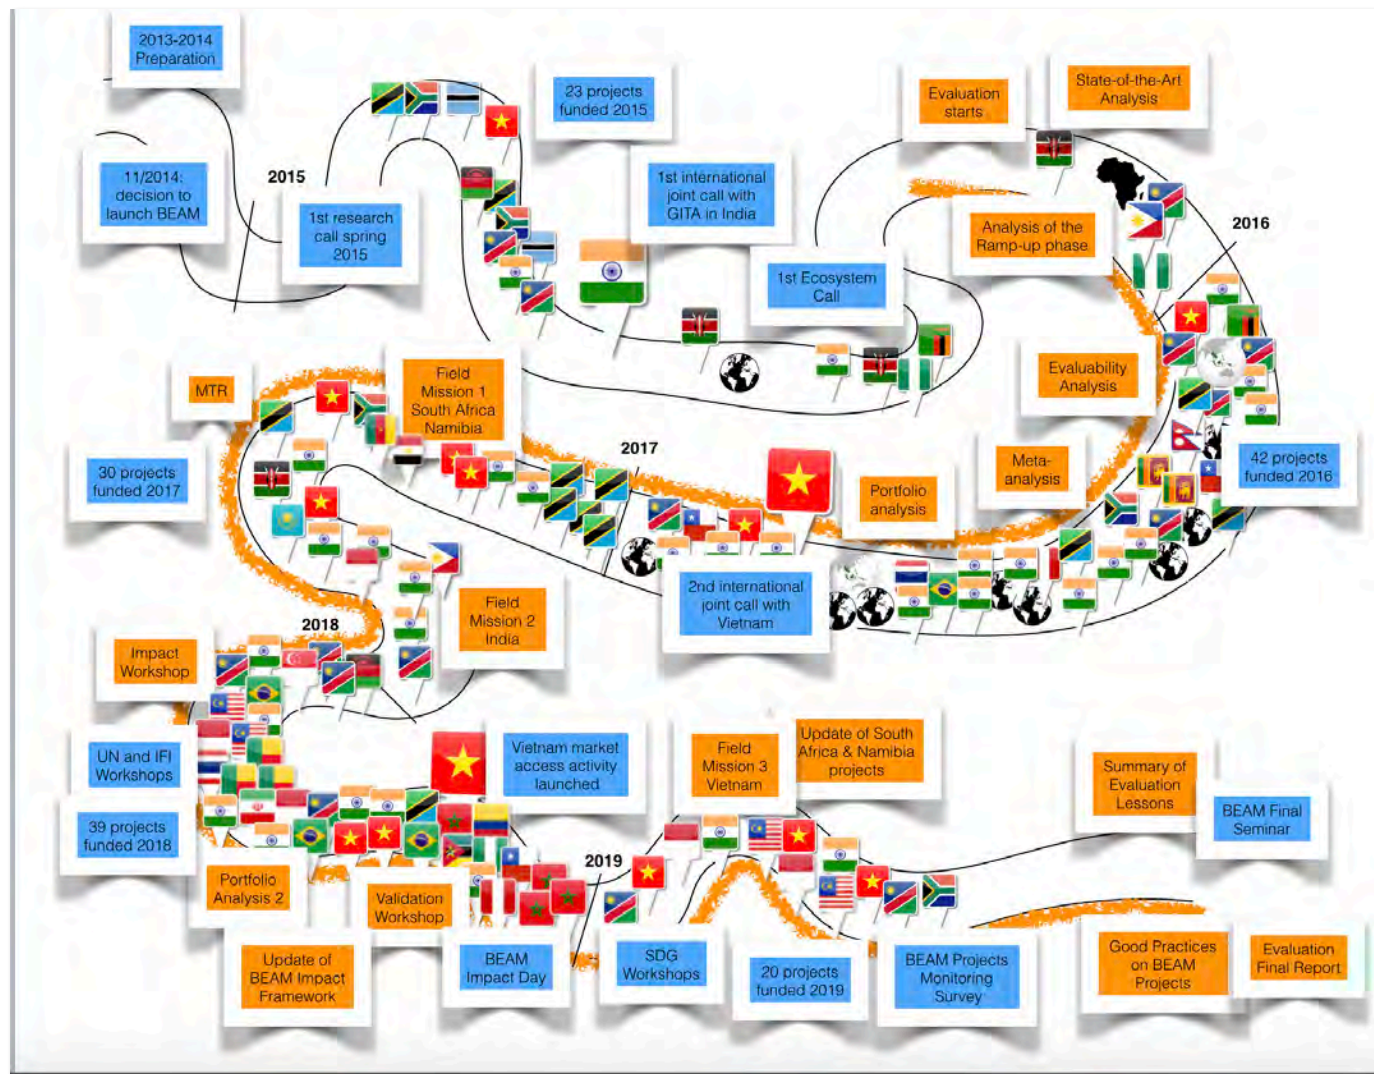 2013-2014
Preparation
11/2014:
decision to
launch BEAM
2015
1st research
call spring
2015
23 projects
funded 2015
1st international
joint call with
GITA in India
1st Ecosystem
Call
Evaluation
starts
State-of-the-Art
Analysis
Analysis of the
Ramp-up phase
2016
Evaluability
Analysis
42 projects
funded 2016
Meta-
analysis
Portfolio
analysis
2nd international
joint call with
Vietnam
2017
Field
Mission 1
South Africa
Namibia
MTR
30 projects
funded 2017
Field
Mission 2
India
2018
Impact
Workshop
UN and IFI
Workshops
39 projects
funded 2018
Vietnam market
access activity
launched
Portfolio
Analysis 2
Update of
BEAM Impact
Framework
Validation
Workshop
BEAM
Impact Day
2019
SDG
Workshops
Field
Mission 3
Vietnam
Update of South
Africa & Namibia
projects
20 projects
funded 2019
BEAM Projects
Monitoring
Survey
Summary of
Evaluation
Lessons
BEAM Final
Seminar
Good Practices
on BEAM
Projects
Evaluation
Final Report